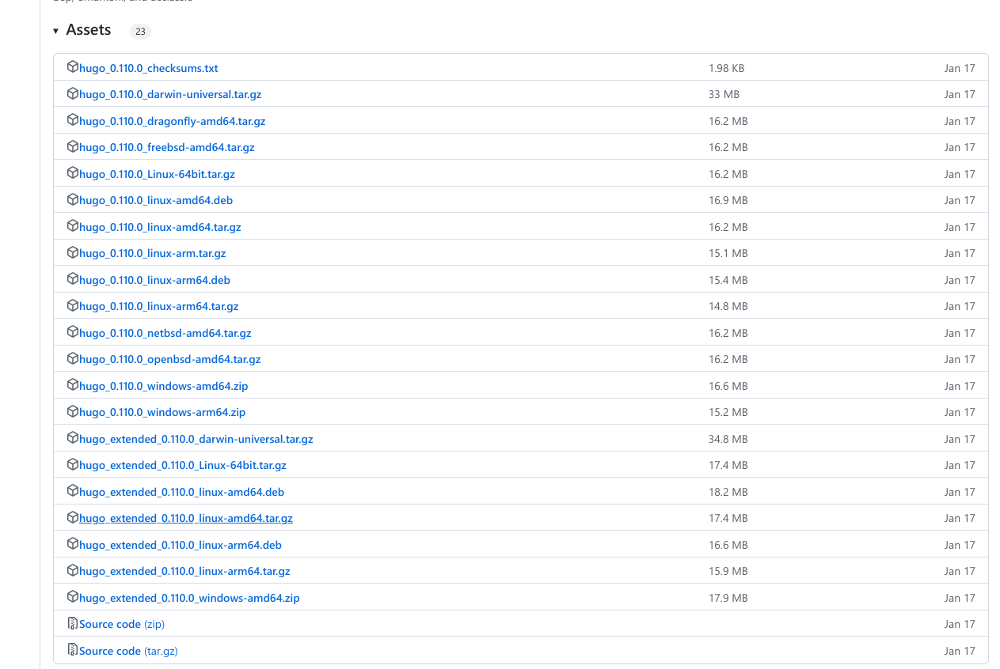 ▾ Assets 23
hugo_0.110.0_checksums.txt 1.98 KB Jan 17
hugo_0.110.0_darwin-universal.tar.gz 33 MB Jan 17
hugo_0.110.0_dragonfly-amd64.tar.gz 16.2 MB Jan 17
hugo_0.110.0_freebsd-amd64.tar.gz 16.2 MB Jan 17
hugo_0.110.0_Linux-64bit.tar.gz 16.2 MB Jan 17
hugo_0.110.0_linux-amd64.deb 16.9 MB Jan 17
hugo_0.110.0_linux-amd64.tar.gz 16.2 MB Jan 17
hugo_0.110.0_linux-arm.tar.gz 15.1 MB Jan 17
hugo_0.110.0_linux-arm64.deb 15.4 MB Jan 17
hugo_0.110.0_linux-arm64.tar.gz 14.8 MB Jan 17
hugo_0.110.0_netbsd-amd64.tar.gz 16.2 MB Jan 17
hugo_0.110.0_openbsd-amd64.tar.gz 16.2 MB Jan 17
hugo_0.110.0_windows-amd64.zip 16.6 MB Jan 17
hugo_0.110.0_windows-arm64.zip 15.2 MB Jan 17
hugo_extended_0.110.0_darwin-universal.tar.gz 34.8 MB Jan 17
hugo_extended_0.110.0_Linux-64bit.tar.gz 17.4 MB Jan 17
hugo_extended_0.110.0_linux-amd64.deb 18.2 MB Jan 17
hugo_extended_0.110.0_linux-amd64.tar.gz 17.4 MB Jan 17
hugo_extended_0.110.0_linux-arm64.deb 16.6 MB Jan 17
hugo_extended_0.110.0_linux-arm64.tar.gz 15.9 MB Jan 17
hugo_extended_0.110.0_windows-amd64.zip 17.9 MB Jan 17
Source code (zip) Jan 17
Source code (tar.gz) Jan 17